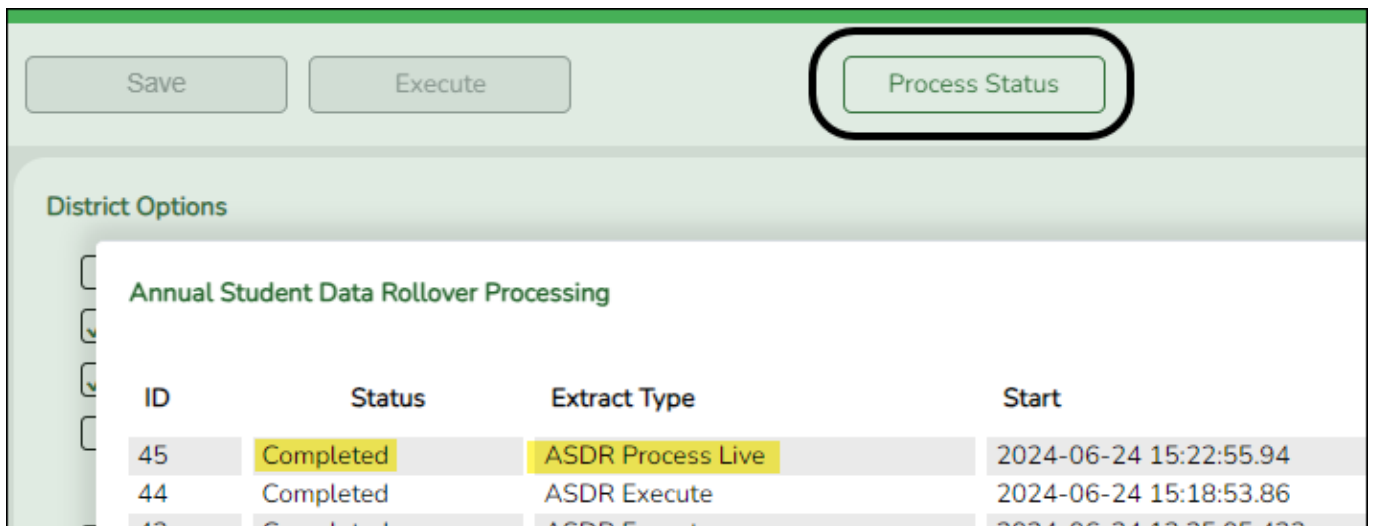 Save Execute Process Status
District Options
Annual Student Data Rollover Processing
ID Status Extract Type Start
45 Completed ASDR Process Live 2024-06-24 15:22:55.94
44 Completed ASDR Execute 2024-06-24 15:18:53.86